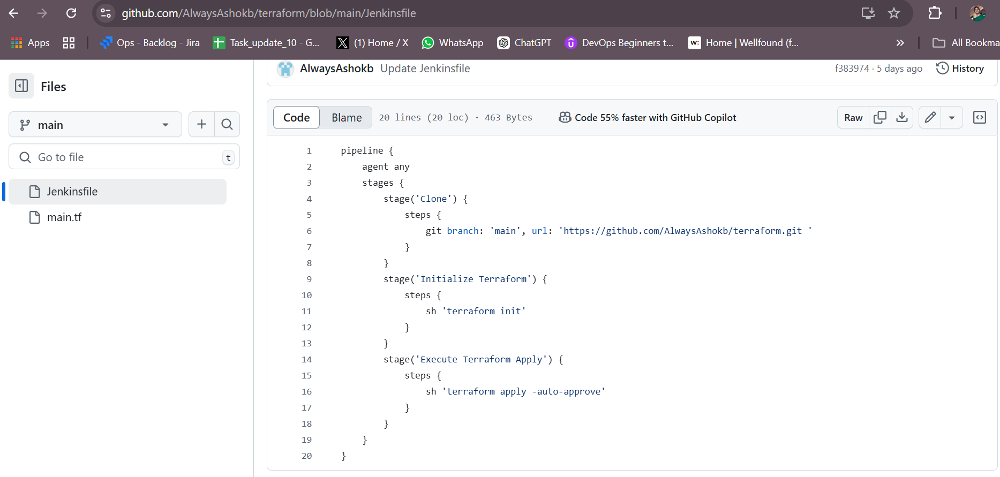 github.com/AlwaysAshokb/terraform/blob/main/Jenkinsfile
Apps Ops - Backlog - Jira Task_update_10 - G... (1) Home / X WhatsApp ChatGPT DevOps Beginners t... w: Home | Wellfound (f... » All Bookma
Files
main
Go to file t
Jenkinsfile
main.tf
AlwaysAshokb Update Jenkinsfile f383974 · 5 days ago History
Code Blame 20 lines (20 loc) · 463 Bytes Code 55% faster with GitHub Copilot Raw
1 pipeline {
2     agent any
3     stages {
4         stage('Clone') {
5             steps {
6                 git branch: 'main', url: 'https://github.com/AlwaysAshokb/terraform.git '
7             }
8         }
9         stage('Initialize Terraform') {
10             steps {
11                 sh 'terraform init'
12             }
13         }
14         stage('Execute Terraform Apply') {
15             steps {
16                 sh 'terraform apply -auto-approve'
17             }
18         }
19     }
20 }